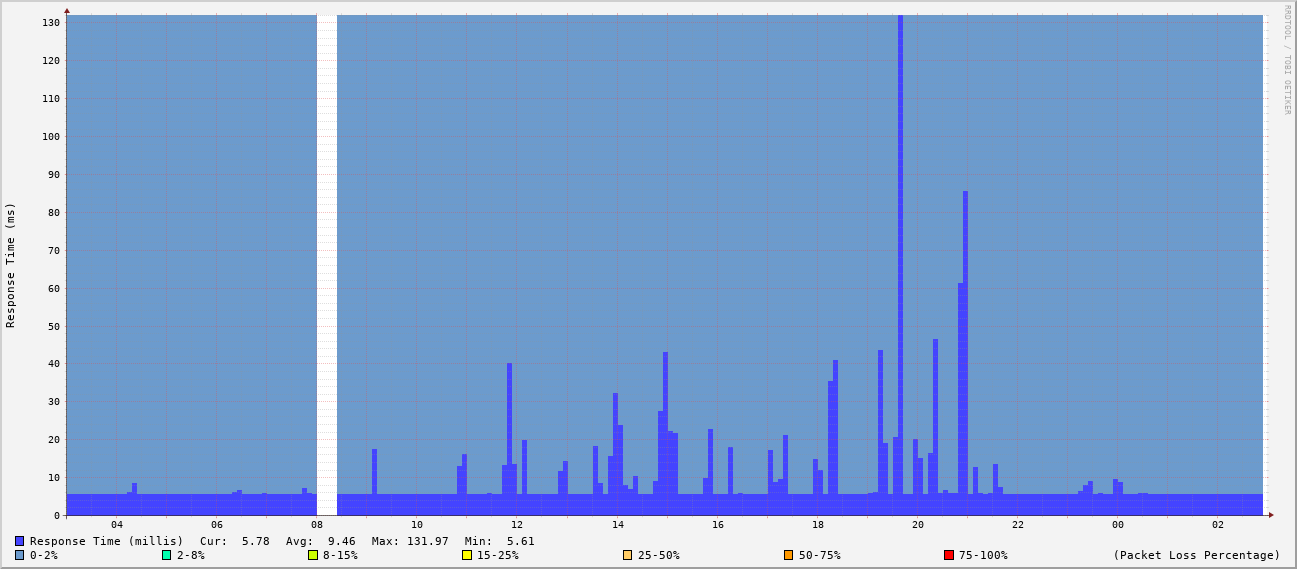 RRDTOOL / TOBI OETIKER
Response Time (ms)
130
120
110
100
90
80
70
60
50
40
30
20
10
0
04 06 08 10 12 14 16 18 20 22 00 02
Response Time (millis) Cur: 5.78 Avg: 9.46 Max: 131.97 Min: 5.61
0-2% 2-8% 8-15% 15-25% 25-50% 50-75% 75-100% (Packet Loss Percentage)